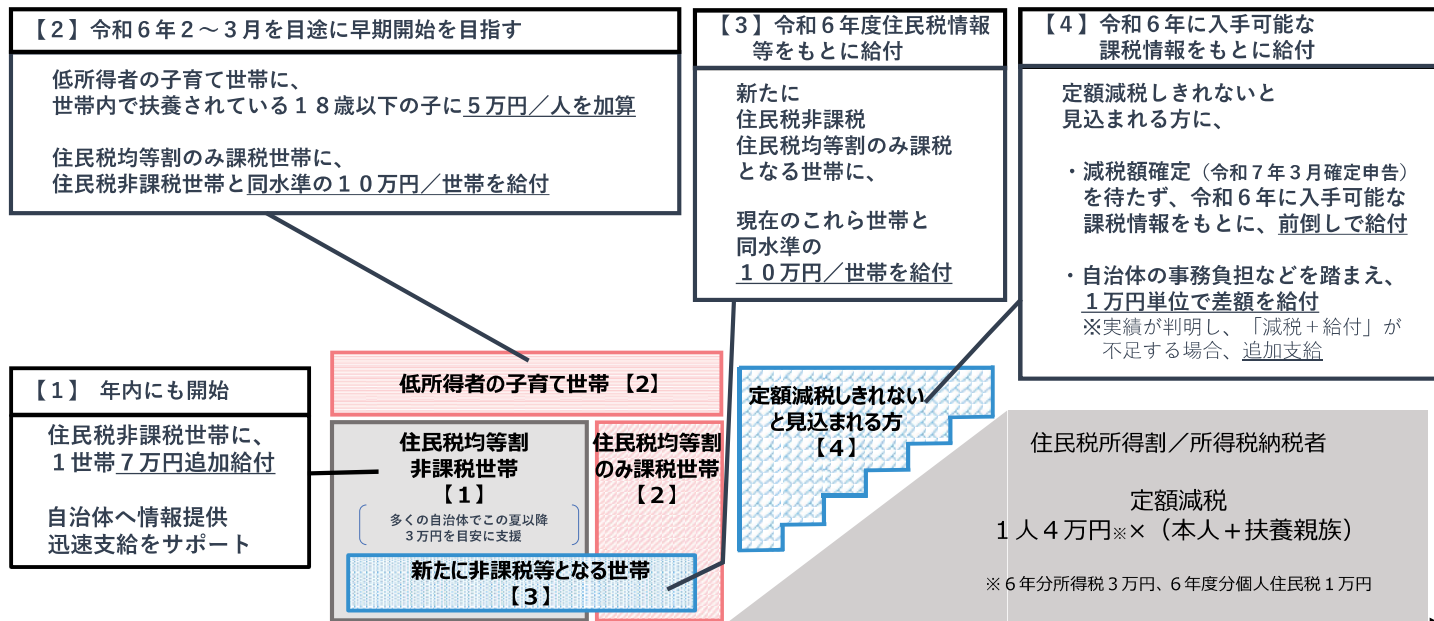 【２】令和６年２～３月を目途に早期開始を目指す
低所得者の子育て世帯に、
世帯内で扶養されている１８歳以下の子に５万円／人を加算
住民税均等割のみ課税世帯に、
住民税非課税世帯と同水準の１０万円／世帯を給付
【３】令和６年度住民税情報
等をもとに給付
新たに
住民税非課税
住民税均等割のみ課税
となる世帯に、
現在のこれら世帯と
同水準の
１０万円／世帯を給付
【４】令和６年に入手可能な
課税情報をもとに給付
定額減税しきれないと
見込まれる方に、
・減税額確定（令和７年３月確定申告）
を待たず、令和６年に入手可能な
課税情報をもとに、前倒しで給付
・自治体の事務負担などを踏まえ、
１万円単位で差額を給付
※実績が判明し、「減税＋給付」が
不足する場合、追加支給
【１】 年内にも開始
住民税非課税世帯に、
１世帯７万円追加給付
自治体へ情報提供
迅速支給をサポート
低所得者の子育て世帯【2】
住民税均等割
非課税世帯
【1】
多くの自治体でこの夏以降
３万円を目安に支援
住民税均等割
のみ課税世帯
【2】
新たに非課税等となる世帯
【3】
定額減税しきれない
と見込まれる方
【4】
住民税所得割／所得税納税者
定額減税
１人４万円※×（本人＋扶養親族）
※６年分所得税３万円、６年度分個人住民税１万円